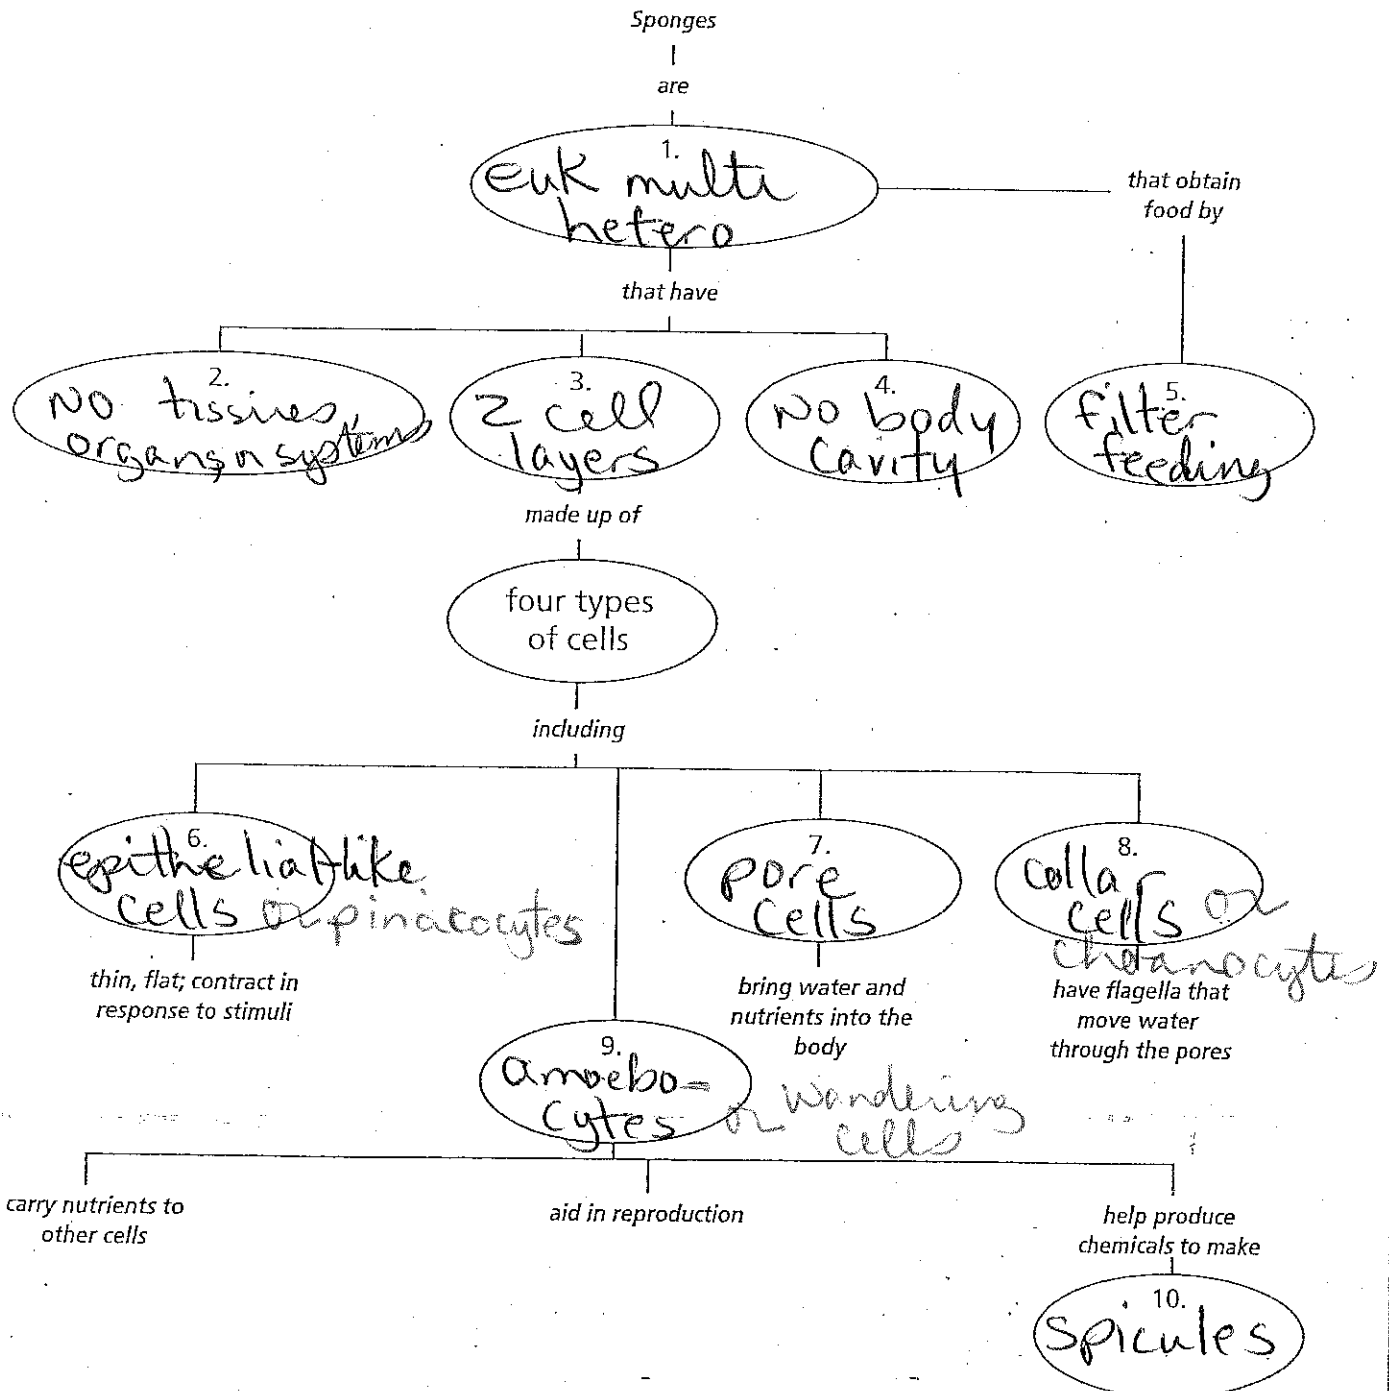 Sponges
are
1.
euk multi
hetero
that obtain
food by
that have
2.
NO tissues,
organs, or systems
3.
2 cell
layers
4.
No body
cavity
5.
filter
feeding
made up of
four types
of cells
including
6.
epithelial-like
cells or pinacocytes
thin, flat; contract in
response to stimuli
7.
pore
cells
bring water and
nutrients into the
body
8.
collar
cells or
choanocytes
have flagella that
move water
through the pores
9.
amoebo-
cytes or wandering
cells
carry nutrients to
other cells
aid in reproduction
help produce
chemicals to make
10.
spicules